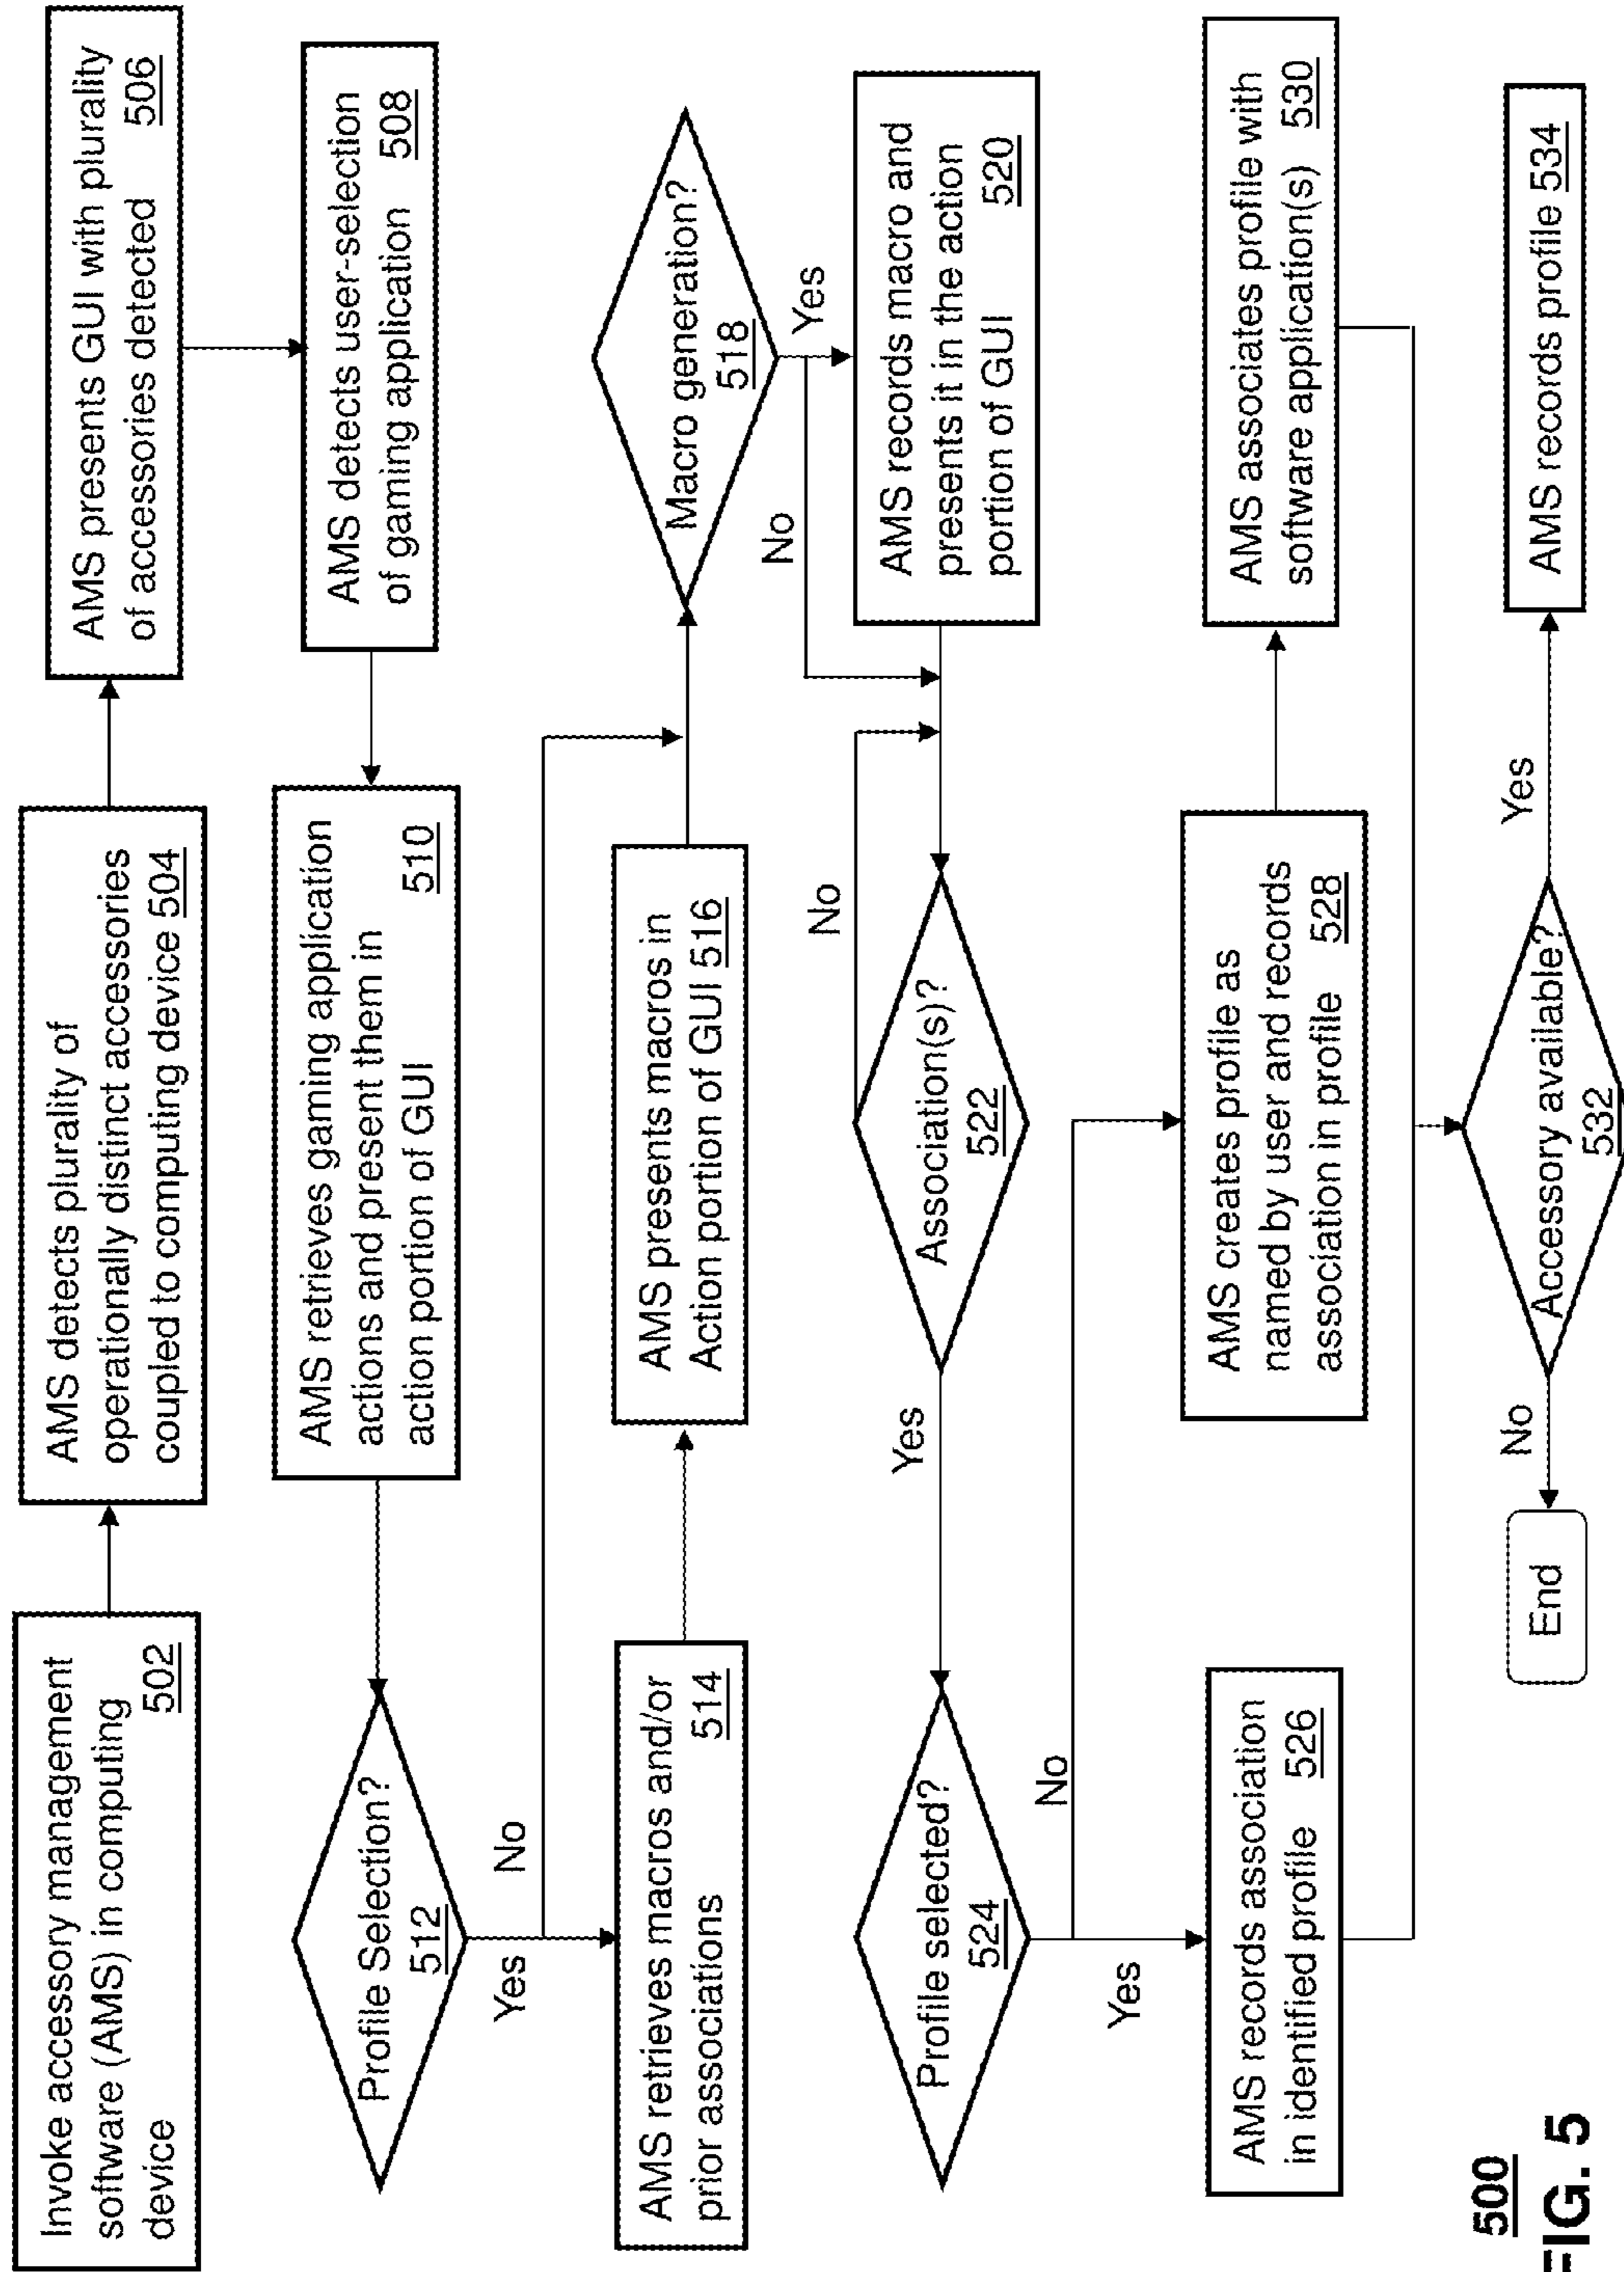 Invoke accessory management
software (AMS) in computing
device 502
AMS detects plurality of
operationally distinct accessories
coupled to computing device 504
AMS presents GUI with plurality
of accessories detected 506
AMS detects user-selection
of gaming application 508
AMS retrieves gaming application
actions and present them in
action portion of GUI 510
Profile Selection?
512
Yes
No
AMS retrieves macros and/or
prior associations 514
AMS presents macros in
Action portion of GUI 516
Macro generation?
518
No
Yes
AMS records macro and
presents it in the action
portion of GUI 520
Association(s)?
522
No
Yes
Profile selected?
524
Yes
No
AMS records association
in identified profile 526
AMS creates profile as
named by user and records
association in profile 528
AMS associates profile with
software application(s) 530
Accessory available?
532
No
Yes
End
AMS records profile 534
500
FIG. 5